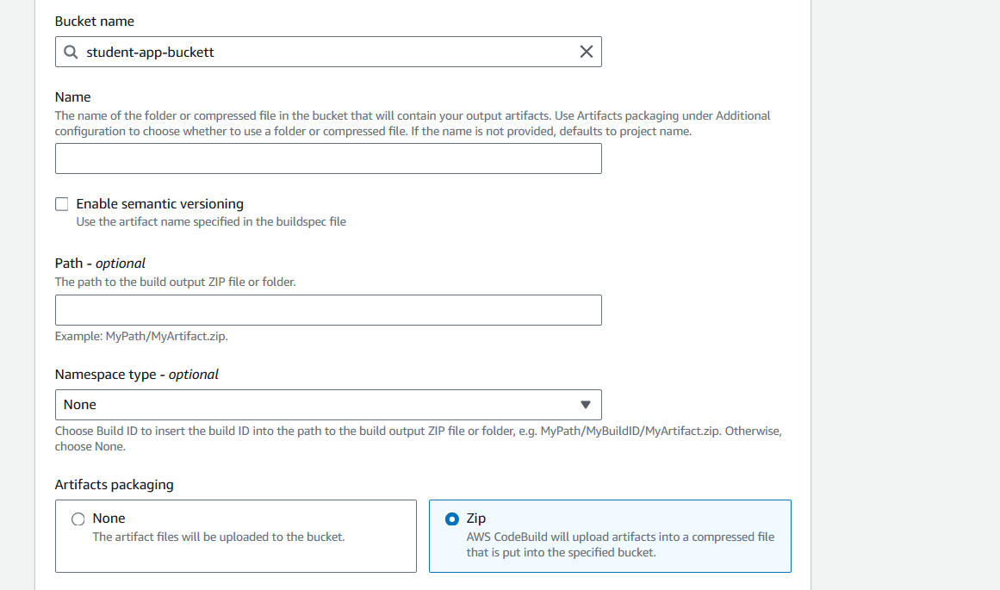 Bucket name
student-app-buckett
Name
The name of the folder or compressed file in the bucket that will contain your output artifacts. Use Artifacts packaging under Additional
configuration to choose whether to use a folder or compressed file. If the name is not provided, defaults to project name.
Enable semantic versioning
Use the artifact name specified in the buildspec file
Path - optional
The path to the build output ZIP file or folder.
Example: MyPath/MyArtifact.zip.
Namespace type - optional
None
Choose Build ID to insert the build ID into the path to the build output ZIP file or folder, e.g. MyPath/MyBuildID/MyArtifact.zip. Otherwise,
choose None.
Artifacts packaging
None
The artifact files will be uploaded to the bucket.
Zip
AWS CodeBuild will upload artifacts into a compressed file
that is put into the specified bucket.